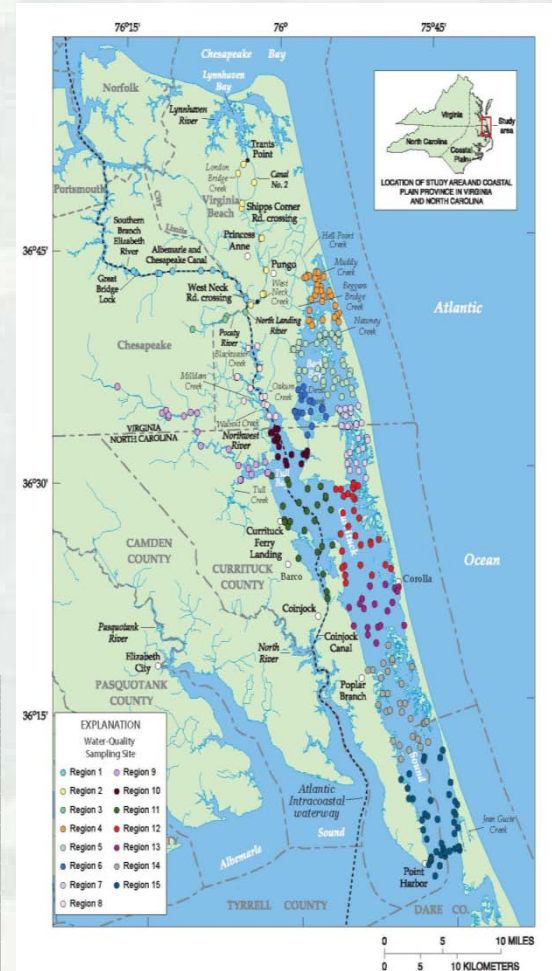 76°15'
76°
75°45'
Chesapeake Bay
Lynnhaven
Bay
Norfolk
Lynnhaven
River
Virginia
Study
area
North Carolina
Coastal
Plain
LOCATION OF STUDY AREA AND COASTAL
PLAIN PROVINCE IN VIRGINIA
AND NORTH CAROLINA
Trants
Point
London
Bridge
Creek
Canal
No. 2
Portsmouth
City
Limits
Virginia
Beach
Shipps Corner
Rd. crossing
Southern
Branch
Elizabeth
River
Albemarle and
Chesapeake Canal
Princess
Anne
Hell Point
Creek
36°45'
Great
Bridge
Lock
Pungo
Muddy
Creek
West Neck
Rd. crossing
West
Neck
Creek
Beggars
Bridge
Creek
Atlantic
North Landing
River
Nawney
Creek
Pocaty
River
Chesapeake
Blackwater
Creek
Back
Milldam
Creek
Oakum
Creek
Walnut Creek
VIRGINIA
NORTH CAROLINA
Northwest
River
36°30'
Tull
Creek
Currituck
Currituck
Ferry
Landing
CAMDEN
COUNTY
CURRITUCK
COUNTY
Barco
Ocean
Corolla
Coinjock
Pasquotank
River
North
River
Coinjock
Canal
Elizabeth
City
Poplar
Branch
PASQUOTANK
COUNTY
36°15'
Sound
EXPLANATION
Water-Quality
Sampling Site
Region 1
Region 2
Region 3
Region 4
Region 5
Region 6
Region 7
Region 8
Region 9
Region 10
Region 11
Region 12
Region 13
Region 14
Region 15
Atlantic
Intracoastal
waterway
Jean Guite
Creek
Albemarle
Sound
Point
Harbor
TYRRELL COUNTY
DARE CO.
0 5 10 MILES
0 5 10 KILOMETERS